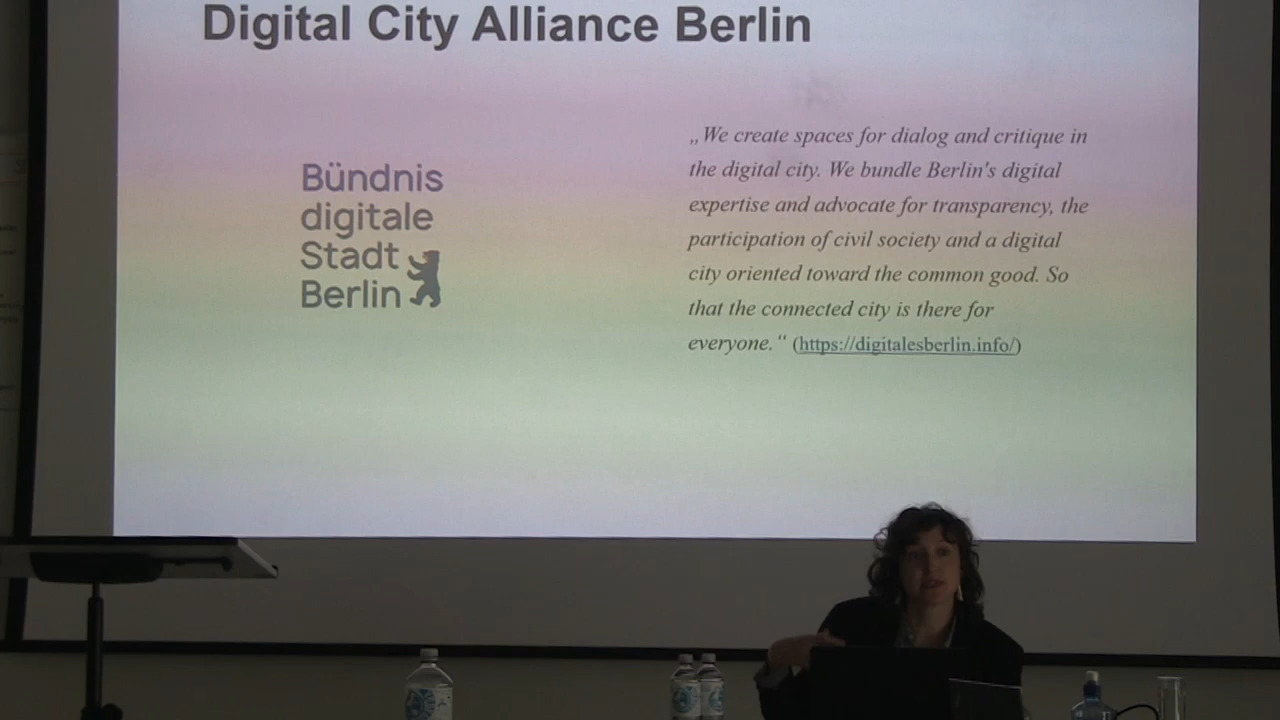 Digital City Alliance Berlin
Bündnis
digitale
Stadt
Berlin
„We create spaces for dialog and critique in
the digital city. We bundle Berlin's digital
expertise and advocate for transparency, the
participation of civil society and a digital
city oriented toward the common good. So
that the connected city is there for
everyone.“ (https://digitalesberlin.info/)